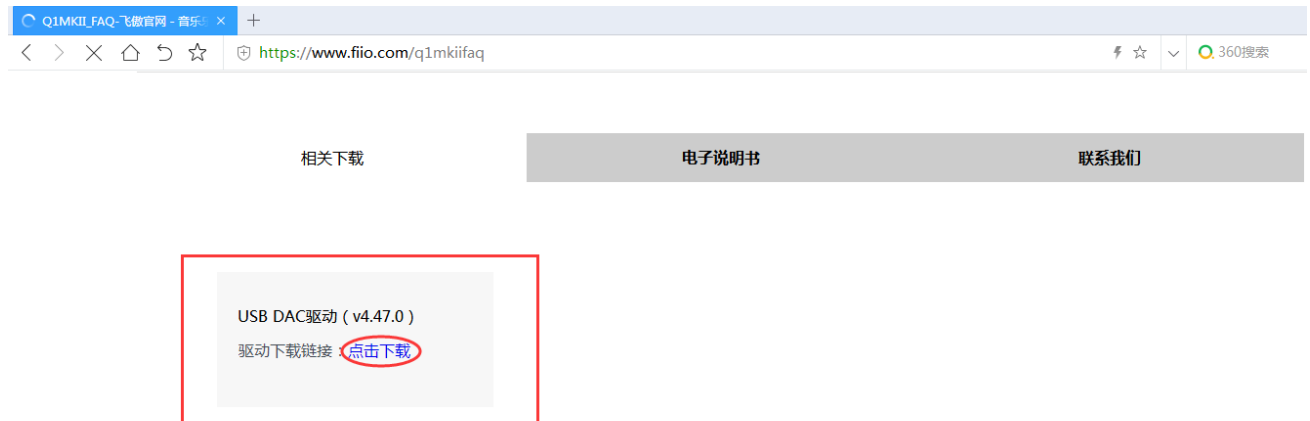 Q1MKII_FAQ-飞傲官网 - 音乐
https://www.fiio.com/q1mkiifaq
360搜索
相关下载
电子说明书
联系我们
USB DAC驱动（v4.47.0）
驱动下载链接：点击下载